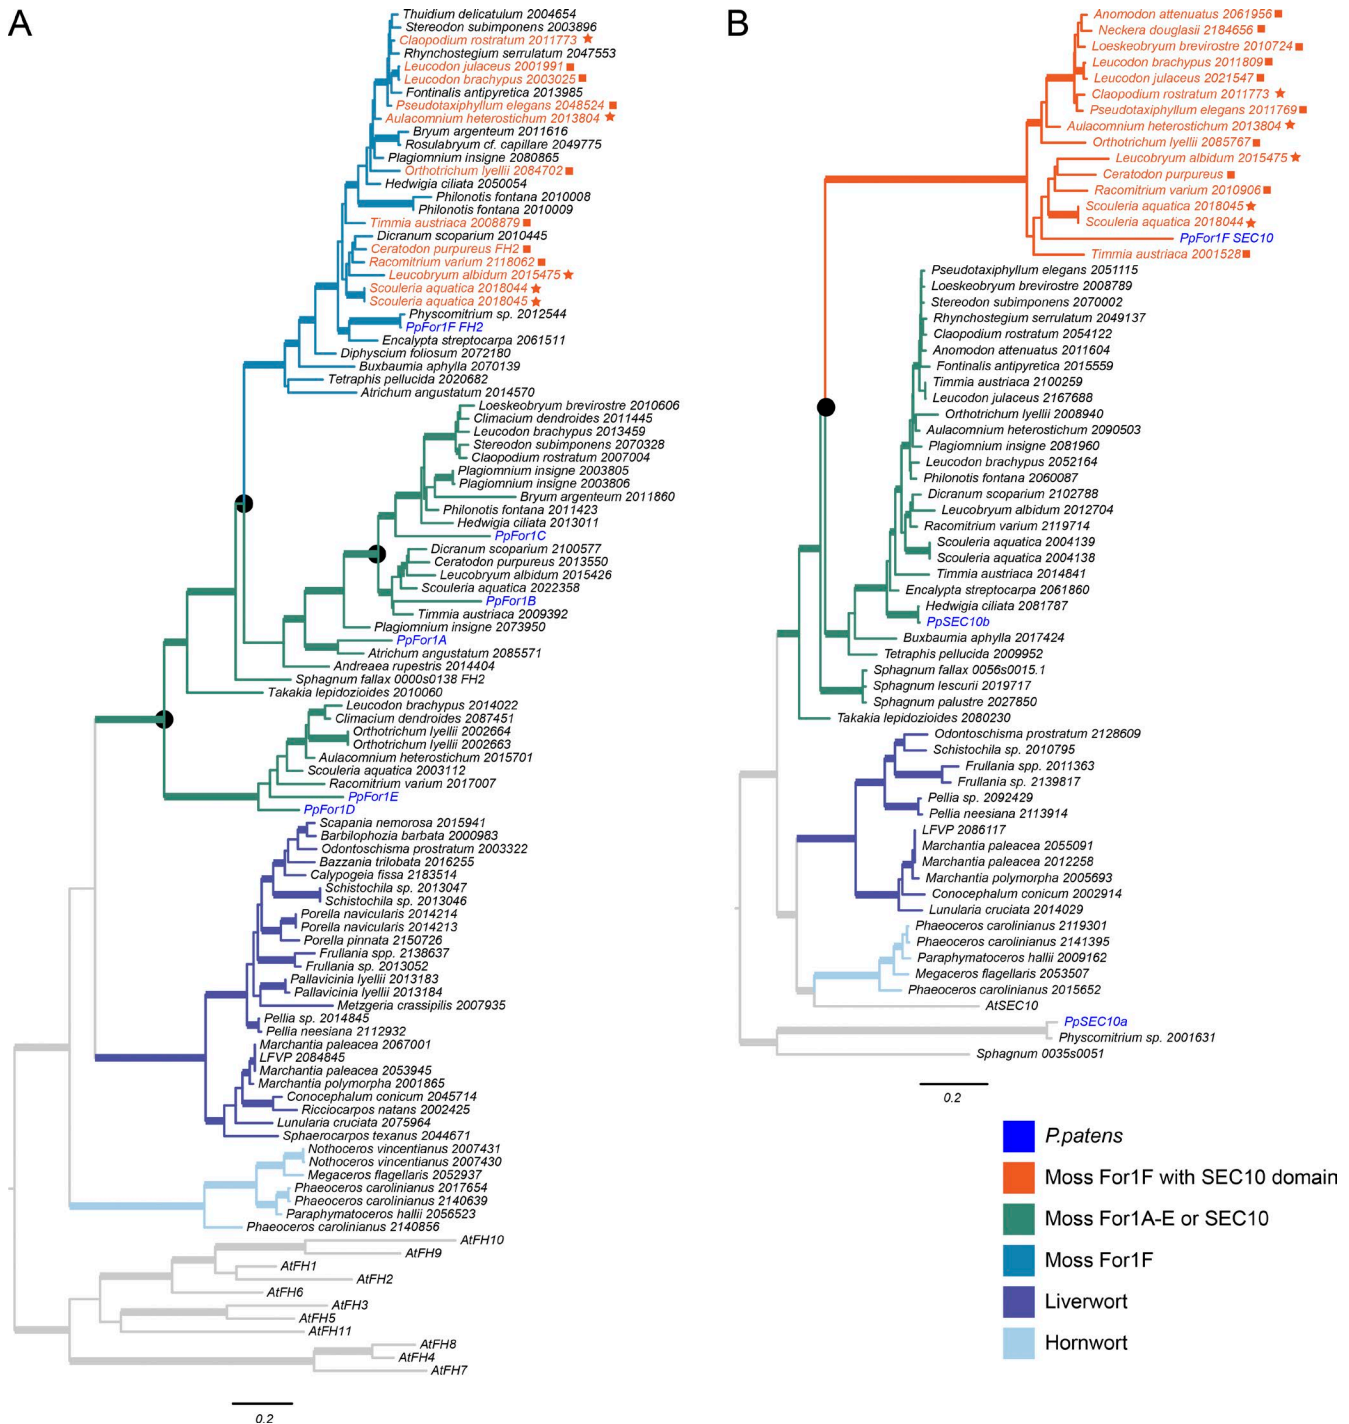 A
Thuidium delicatulum 2004654
Stereodon subimponens 2003896
Claopodium rostratum 2011773
Rhynchostegium serrulatum 2047553
Leucodon julaceus 2001991
Leucodon brachypus 2003025
Fontinalis antipyretica 2013985
Pseudotaxiphyllum elegans 2048524
Aulacomnium heterostichum 2013804
Bryum argenteum 2011616
Rosulabryum cf. capillare 2049775
Plagiomnium insigne 2080865
Orthotrichum lyellii 2084702
Hedwigia ciliata 2050054
Philonotis fontana 2010008
Philonotis fontana 2010009
Timmia austriaca 2008879
Dicranum scoparium 2010445
Ceratodon purpureus FH2
Racomitrium varium 2118062
Leucobryum albidum 2015475
Scouleria aquatica 2018044
Scouleria aquatica 2018045
Physcomitrium sp. 2012544
PpFor1F FH2
Encalypta streptocarpa 2061511
Diphyscium foliosum 2072180
Buxbaumia aphylla 2070139
Tetraphis pellucida 2020682
Atrichum angustatum 2014570
Loeskeobryum brevirostre 2010606
Climacium dendroides 2011445
Leucodon brachypus 2013459
Stereodon subimponens 2070328
Claopodium rostratum 2007004
Plagiomnium insigne 2003805
Plagiomnium insigne 2003806
Bryum argenteum 2011860
Philonotis fontana 2011423
Hedwigia ciliata 2013011
PpFor1C
Dicranum scoparium 2100577
Ceratodon purpureus 2013550
Leucobryum albidum 2015426
Scouleria aquatica 2022358
PpFor1B
Timmia austriaca 2009392
Plagiomnium insigne 2073950
PpFor1A
Atrichum angustatum 2085571
Andreaea rupestris 2014404
Sphagnum fallax 0000s0138 FH2
Takakia lepidozioides 2010060
Leucodon brachypus 2014022
Climacium dendroides 2087451
Orthotrichum lyellii 2002664
Orthotrichum lyellii 2002663
Aulacomnium heterostichum 2015701
Scouleria aquatica 2003112
Racomitrium varium 2017007
PpFor1E
PpFor1D
Scapania nemorosa 2015941
Barbilophozia barbata 2000983
Odontoschisma prostratum 2003322
Bazzania trilobata 2016255
Calypogeia fissa 2183514
Schistochila sp. 2013047
Schistochila sp. 2013046
Porella navicularis 2014214
Porella navicularis 2014213
Porella pinnata 2150726
Frullania spp. 2138637
Frullania sp. 2013052
Pallavicinia lyellii 2013183
Pallavicinia lyellii 2013184
Metzgeria crassipilis 2007935
Pellia sp. 2014845
Pellia neesiana 2112932
Marchantia paleacea 2067001
LFVP 2084845
Marchantia paleacea 2053945
Marchantia polymorpha 2001865
Conocephalum conicum 2045714
Ricciocarpos natans 2002425
Lunularia cruciata 2075964
Sphaerocarpos texanus 2044671
Nothoceros vincentianus 2007431
Nothoceros vincentianus 2007430
Megaceros flagellaris 2052937
Phaeoceros carolinianus 2017654
Phaeoceros carolinianus 2140639
Paraphymatoceros hallii 2056523
Phaeoceros carolinianus 2140856
AtFH10
AtFH9
AtFH1
AtFH2
AtFH6
AtFH3
AtFH5
AtFH11
AtFH8
AtFH4
AtFH7
0.2
B
Anomodon attenuatus 2061956
Neckera douglasii 2184656
Loeskeobryum brevirostre 2010724
Leucodon brachypus 2011809
Leucodon julaceus 2021547
Claopodium rostratum 2011773
Pseudotaxiphyllum elegans 2011769
Aulacomnium heterostichum 2013804
Orthotrichum lyellii 2085767
Leucobryum albidum 2015475
Ceratodon purpureus
Racomitrium varium 2010906
Scouleria aquatica 2018045
Scouleria aquatica 2018044
PpFor1F SEC10
Timmia austriaca 2001528
Pseudotaxiphyllum elegans 2051115
Loeskeobryum brevirostre 2008789
Stereodon subimponens 2070002
Rhynchostegium serrulatum 2049137
Claopodium rostratum 2054122
Anomodon attenuatus 2011604
Fontinalis antipyretica 2015559
Timmia austriaca 2100259
Leucodon julaceus 2167688
Orthotrichum lyellii 2008940
Aulacomnium heterostichum 2090503
Plagiomnium insigne 2081960
Leucodon brachypus 2052164
Philonotis fontana 2060087
Dicranum scoparium 2102788
Leucobryum albidum 2012704
Racomitrium varium 2119714
Scouleria aquatica 2004139
Scouleria aquatica 2004138
Timmia austriaca 2014841
Encalypta streptocarpa 2061860
Hedwigia ciliata 2081787
PpSEC10b
Buxbaumia aphylla 2017424
Tetraphis pellucida 2009952
Sphagnum fallax 0056s0015.1
Sphagnum lescurii 2019717
Sphagnum palustre 2027850
Takakia lepidozioides 2080230
Odontoschisma prostratum 2128609
Schistochila sp. 2010795
Frullania spp. 2011363
Frullania sp. 2139817
Pellia sp. 2092429
Pellia neesiana 2113914
LFVP 2086117
Marchantia paleacea 2055091
Marchantia paleacea 2012258
Marchantia polymorpha 2005693
Conocephalum conicum 2002914
Lunularia cruciata 2014029
Phaeoceros carolinianus 2119301
Phaeoceros carolinianus 2141395
Paraphymatoceros hallii 2009162
Megaceros flagellaris 2053507
Phaeoceros carolinianus 2015652
AtSEC10
PpSEC10a
Physcomitrium sp. 2001631
Sphagnum 0035s0051
0.2
P.patens
Moss For1F with SEC10 domain
Moss For1A-E or SEC10
Moss For1F
Liverwort
Hornwort